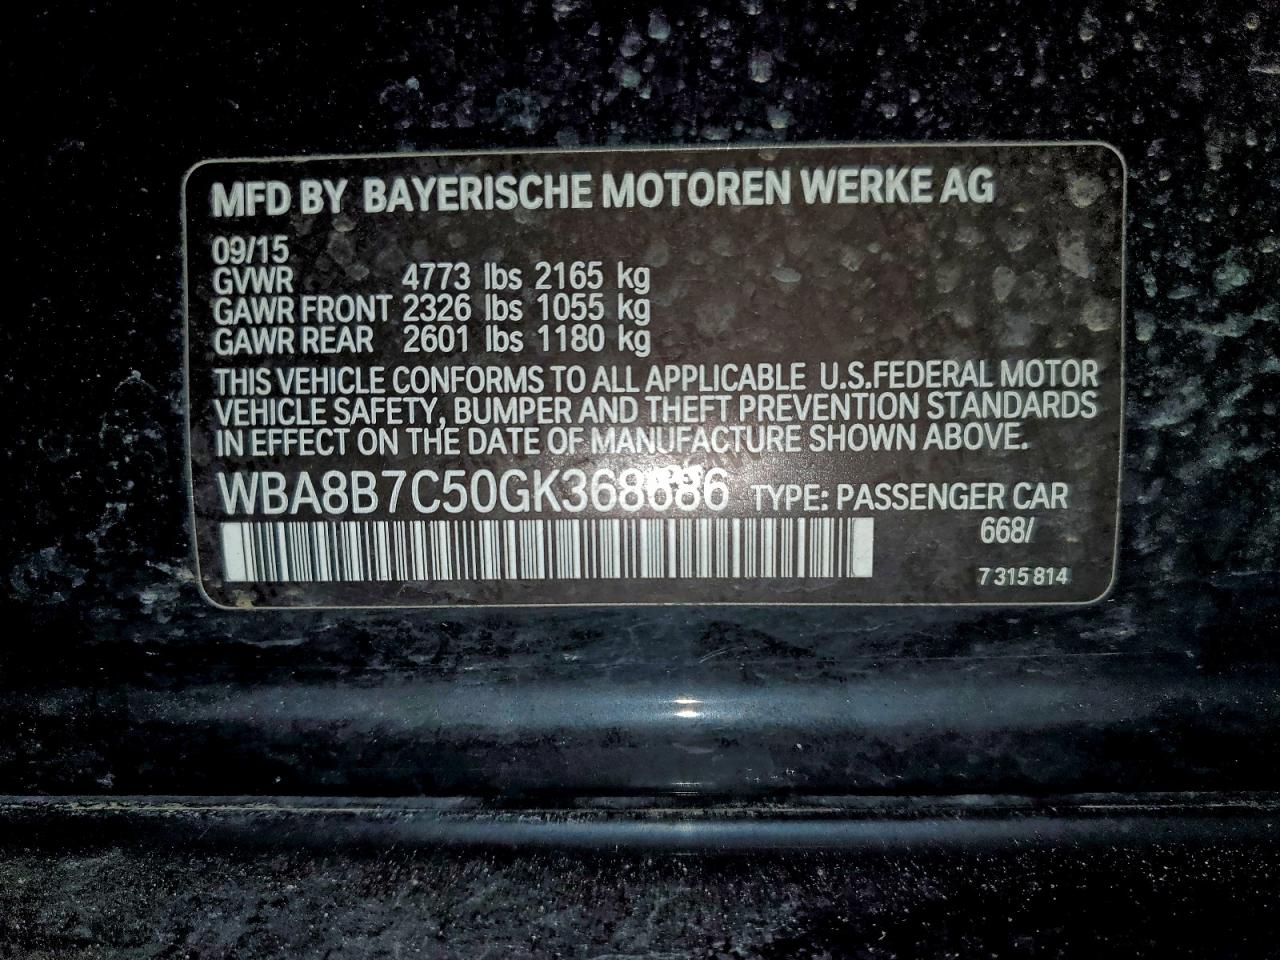 MFD BY BAYERISCHE MOTOREN WERKE AG
09/15
GVWR 4773 lbs 2165 kg
GAWR FRONT 2326 lbs 1055 kg
GAWR REAR 2601 lbs 1180 kg
THIS VEHICLE CONFORMS TO ALL APPLICABLE U.S.FEDERAL MOTOR
VEHICLE SAFETY, BUMPER AND THEFT PREVENTION STANDARDS
IN EFFECT ON THE DATE OF MANUFACTURE SHOWN ABOVE.
WBA8B7C50GK368686 TYPE: PASSENGER CAR
668/
7 315 814